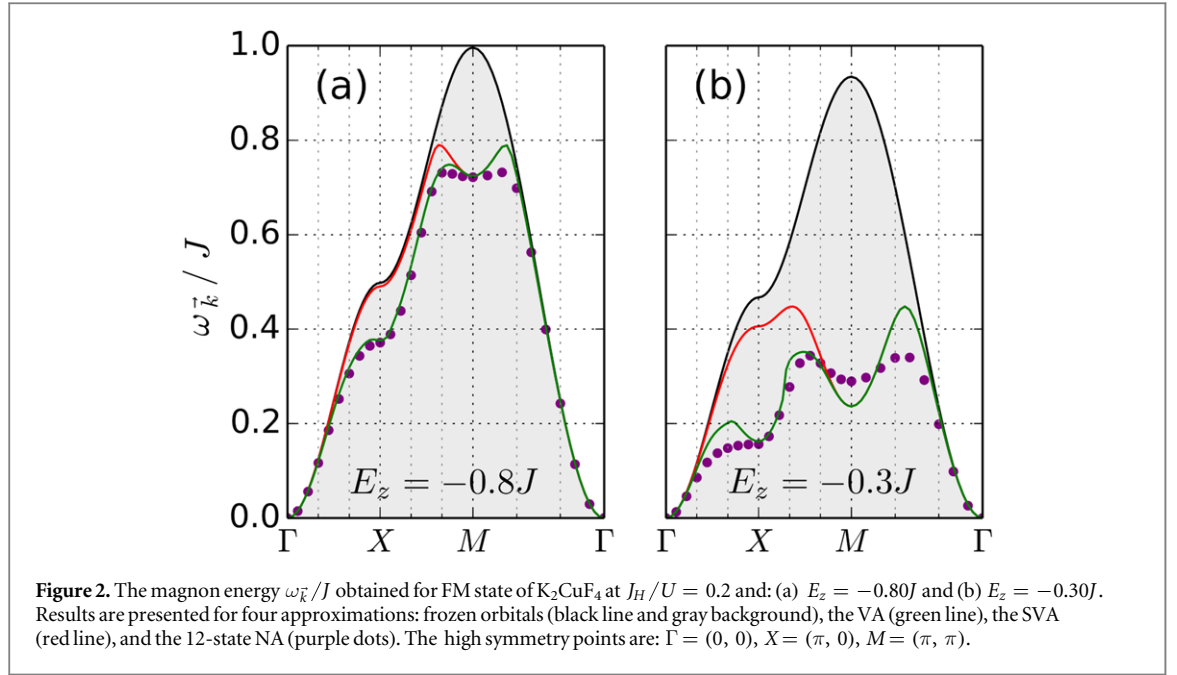 (a)
(b)
1.0
0.8
0.6
0.4
0.2
0.0
ω_k⃗ / J
E_z = −0.8J
E_z = −0.3J
Γ X M Γ
Γ X M Γ
Figure 2. The magnon energy ω_k⃗/J obtained for FM state of K₂CuF₄ at J_H/U = 0.2 and: (a) E_z = −0.80J and (b) E_z = −0.30J.
Results are presented for four approximations: frozen orbitals (black line and gray background), the VA (green line), the SVA
(red line), and the 12-state NA (purple dots). The high symmetry points are: Γ = (0, 0), X = (π, 0), M = (π, π).